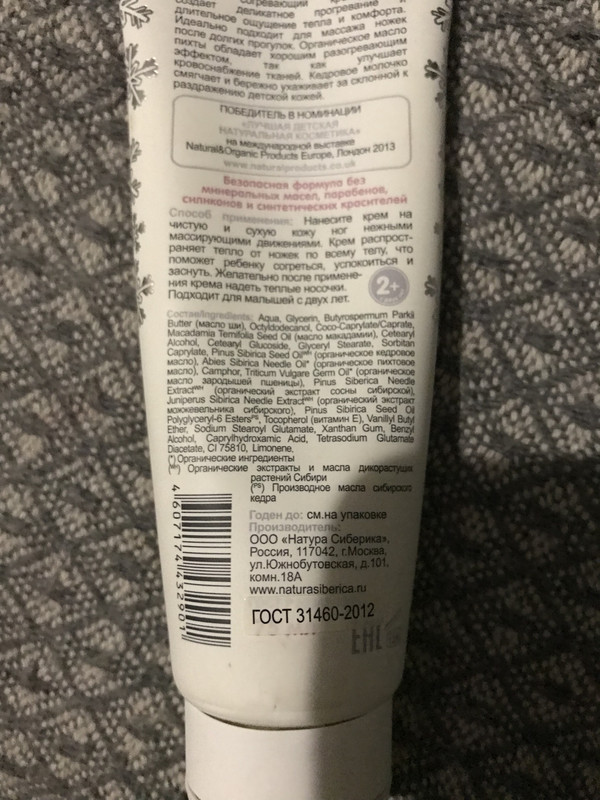 создает деликатное прогревание и
длительное ощущение тепла и комфорта.
Идеально подходит для массажа ножек
после долгих прогулок. Органическое масло
пихты обладает хорошим разогревающим
эффектом, так как улучшает
кровоснабжение тканей. Кедровое молочко
смягчает и бережно ухаживает за склонной к
раздражению детской кожей.
ПОБЕДИТЕЛЬ В НОМИНАЦИИ
«ЛУЧШАЯ ДЕТСКАЯ
НАТУРАЛЬНАЯ КОСМЕТИКА»
на международной выставке
Natural&Organic Products Europe, Лондон 2013
www.naturalproducts.co.uk
Безопасная формула без
минеральных масел, парабенов,
силиконов и синтетических красителей
Способ применения: Нанесите крем на
чистую и сухую кожу ног нежными
массирующими движениями. Крем распрост-
раняет тепло от ножек по всему телу, что
поможет ребенку согреться, успокоиться и
заснуть. Желательно после примене-
ния крема надеть теплые носочки.
Подходит для малышей с двух лет.
2+
Состав/Ingredients: Aqua, Glycerin, Butyrospermum Parkii
Butter (масло ши), Octyldodecanol, Coco-Caprylate/Caprate,
Macadamia Ternifolia Seed Oil (масло макадамии), Cetearyl
Alcohol, Cetearyl Glucoside, Glyceryl Stearate, Sorbitan
Caprylate, Pinus Sibirica Seed Oil (органическое кедровое
масло), Abies Sibirica Needle Oil* (органическое пихтовое
масло), Camphor, Triticum Vulgare Germ Oil* (органическое
масло зародышей пшеницы), Pinus Siberica Needle
Extract (органический экстракт сосны сибирской),
Juniperus Sibirica Needle Extract (органический экстракт
можжевельника сибирского), Pinus Sibirica Seed Oil
Polyglyceryl-6 Esters(PS), Tocopherol (витамин Е), Vanillyl Butyl
Ether, Sodium Stearoyl Glutamate, Xanthan Gum, Benzyl
Alcohol, Caprylhydroxamic Acid, Tetrasodium Glutamate
Diacetate, CI 75810, Limonene.
(*) Органические ингредиенты
(WH) Органические экстракты и масла дикорастущих
растений Сибири
(PS) Производное масла сибирского
кедра
Годен до: см.на упаковке
Производитель:
ООО «Натура Сиберика»,
Россия, 117042, г.Москва,
ул.Южнобутовская, д.101,
комн.18А
www.naturasiberica.ru
ГОСТ 31460-2012
EAC
4607174432901